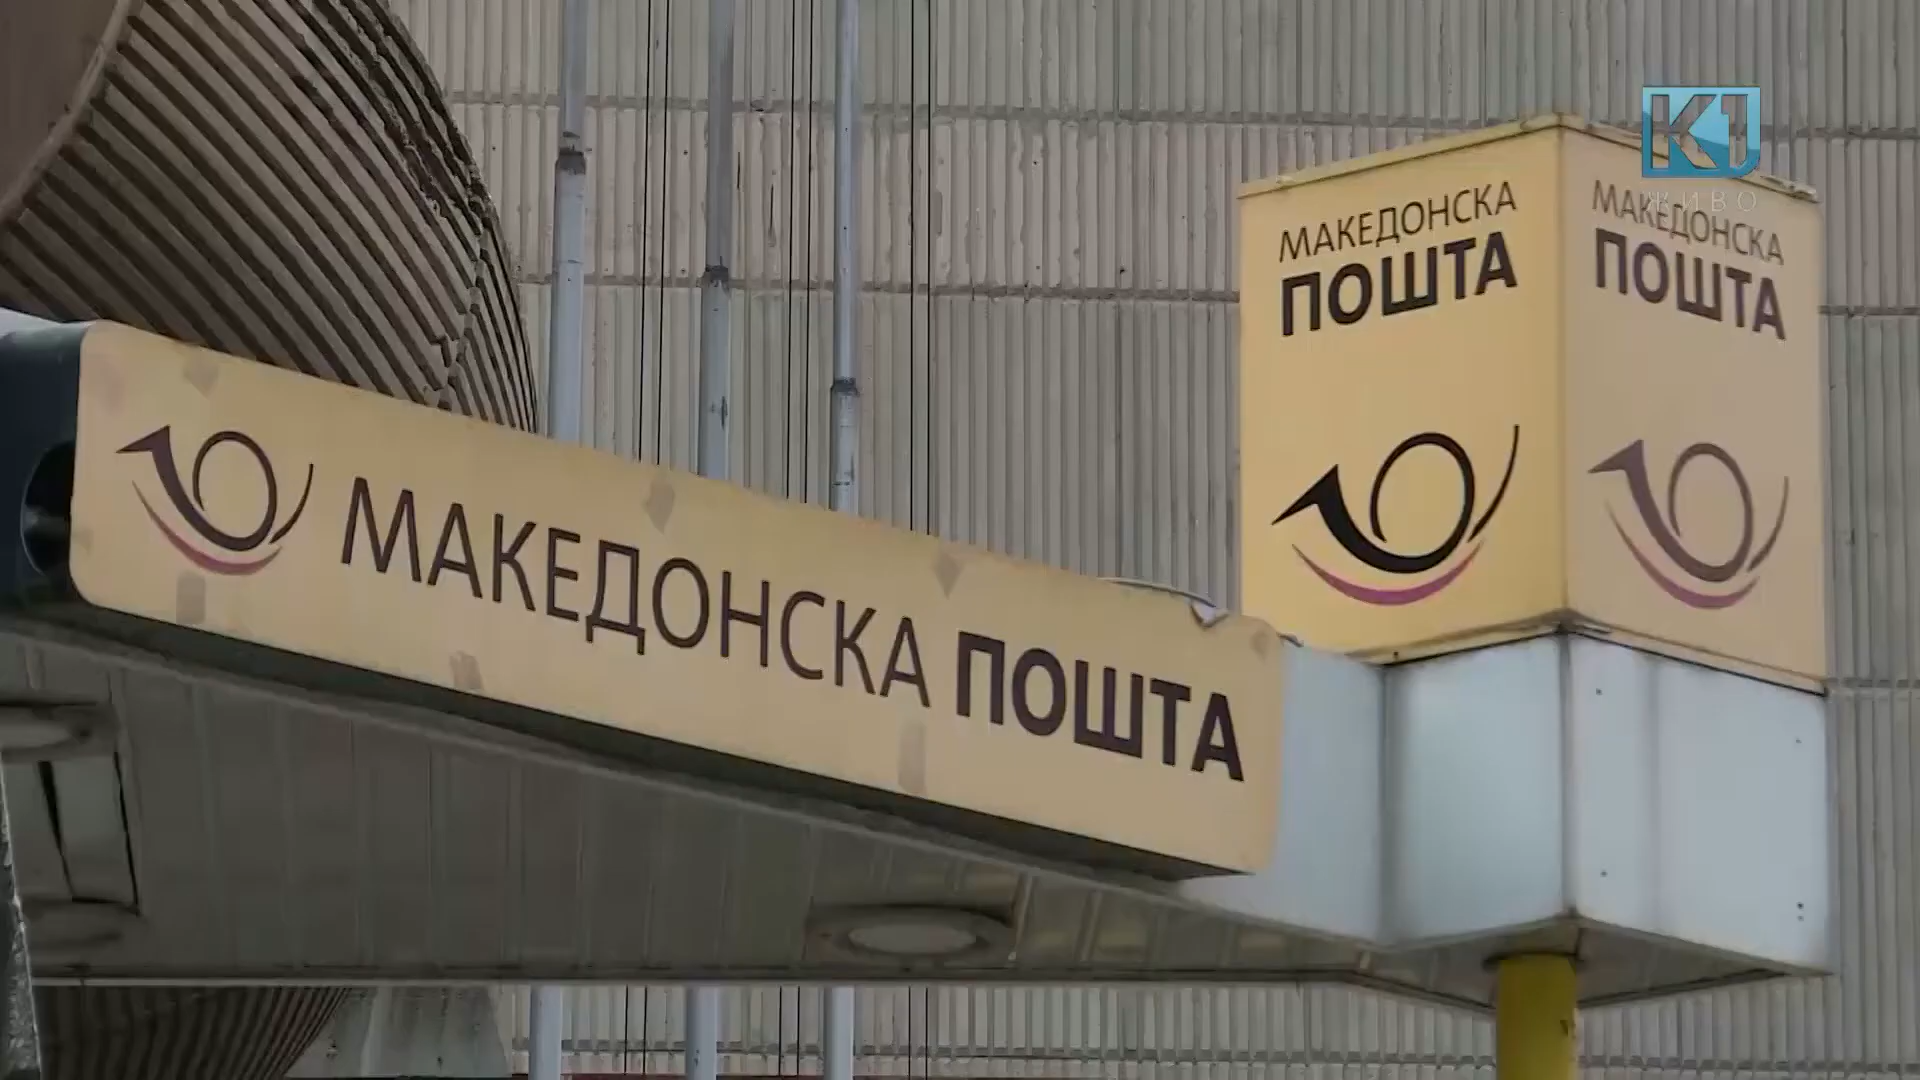 K1
ЖИВО
МАКЕДОНСКА
ПОШТА
МАКЕДОНСКА
ПОШТА
МАКЕДОНСКА ПОШТА